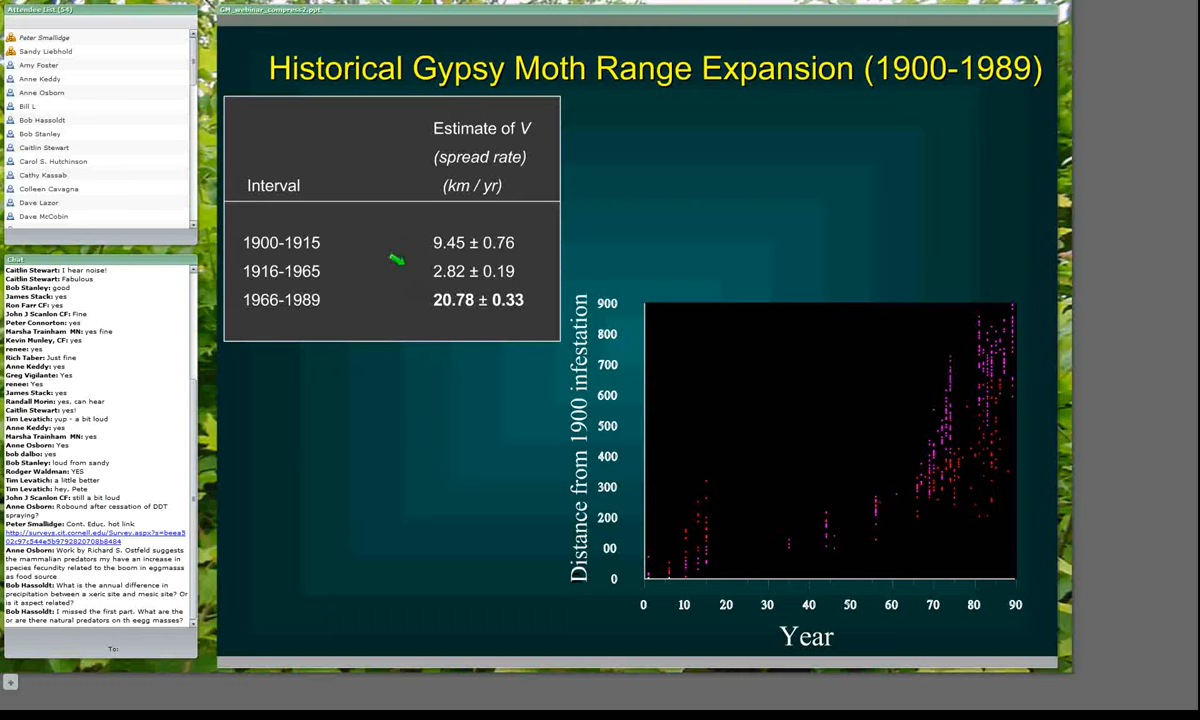 Attendee List (54)
Peter Smallidge
Sandy Liebhold
Amy Foster
Anne Keddy
Anne Osborn
Bill L
Bob Hassoldt
Bob Stanley
Caitlin Stewart
Carol S. Hutchinson
Cathy Kassab
Colleen Cavagna
Dave Lazor
Dave McCobin
Chat
Caitlin Stewart: I hear noise!
Caitlin Stewart: Fabulous
Bob Stanley: good
James Stack: yes
Ron Farr CF: yes
John J Scanlon CF: Fine
Peter Connorton: yes
Marsha Trainham MN: yes fine
Kevin Munley, CF: yes
renee: yes
Rich Taber: Just fine
Anne Keddy: yes
Greg Vigilante: Yes
renee: Yes
James Stack: yes
Randall Morin: yes, can hear
Caitlin Stewart: yes!
Tim Levatich: yup - a bit loud
Anne Keddy: yes
Marsha Trainham MN: yes
Anne Osborn: Yes
bob dalbo: yes
Bob Stanley: loud from sandy
Rodger Waldman: YES
Tim Levatich: a little better
Tim Levatich: hey, Pete
John J Scanlon CF: still a bit loud
Anne Osborn: Robound after cessation of DDT
spraying?
Peter Smallidge: Cont. Educ. hot link
Anne Osborn: Work by Richard S. Ostfeld suggests
the mammalian predators my have an increase in
species fecundity related to the boom in eggmasss
as food source
Bob Hassoldt: What is the annual difference in
precipitation between a xeric site and mesic site? Or
is it aspect related?
Bob Hassoldt: I missed the first part. What are the
or are there natural predators on th eegg masses?
To:
GM_webinar_compress2.ppt
Historical Gypsy Moth Range Expansion (1900-1989)
Estimate of V
(spread rate)
Interval (km / yr)
1900-1915 9.45 ± 0.76
1916-1965 2.82 ± 0.19
1966-1989 20.78 ± 0.33
Distance from 1900 infestation
900
800
700
600
500
400
300
200
00
0
0 10 20 30 40 50 60 70 80 90
Year